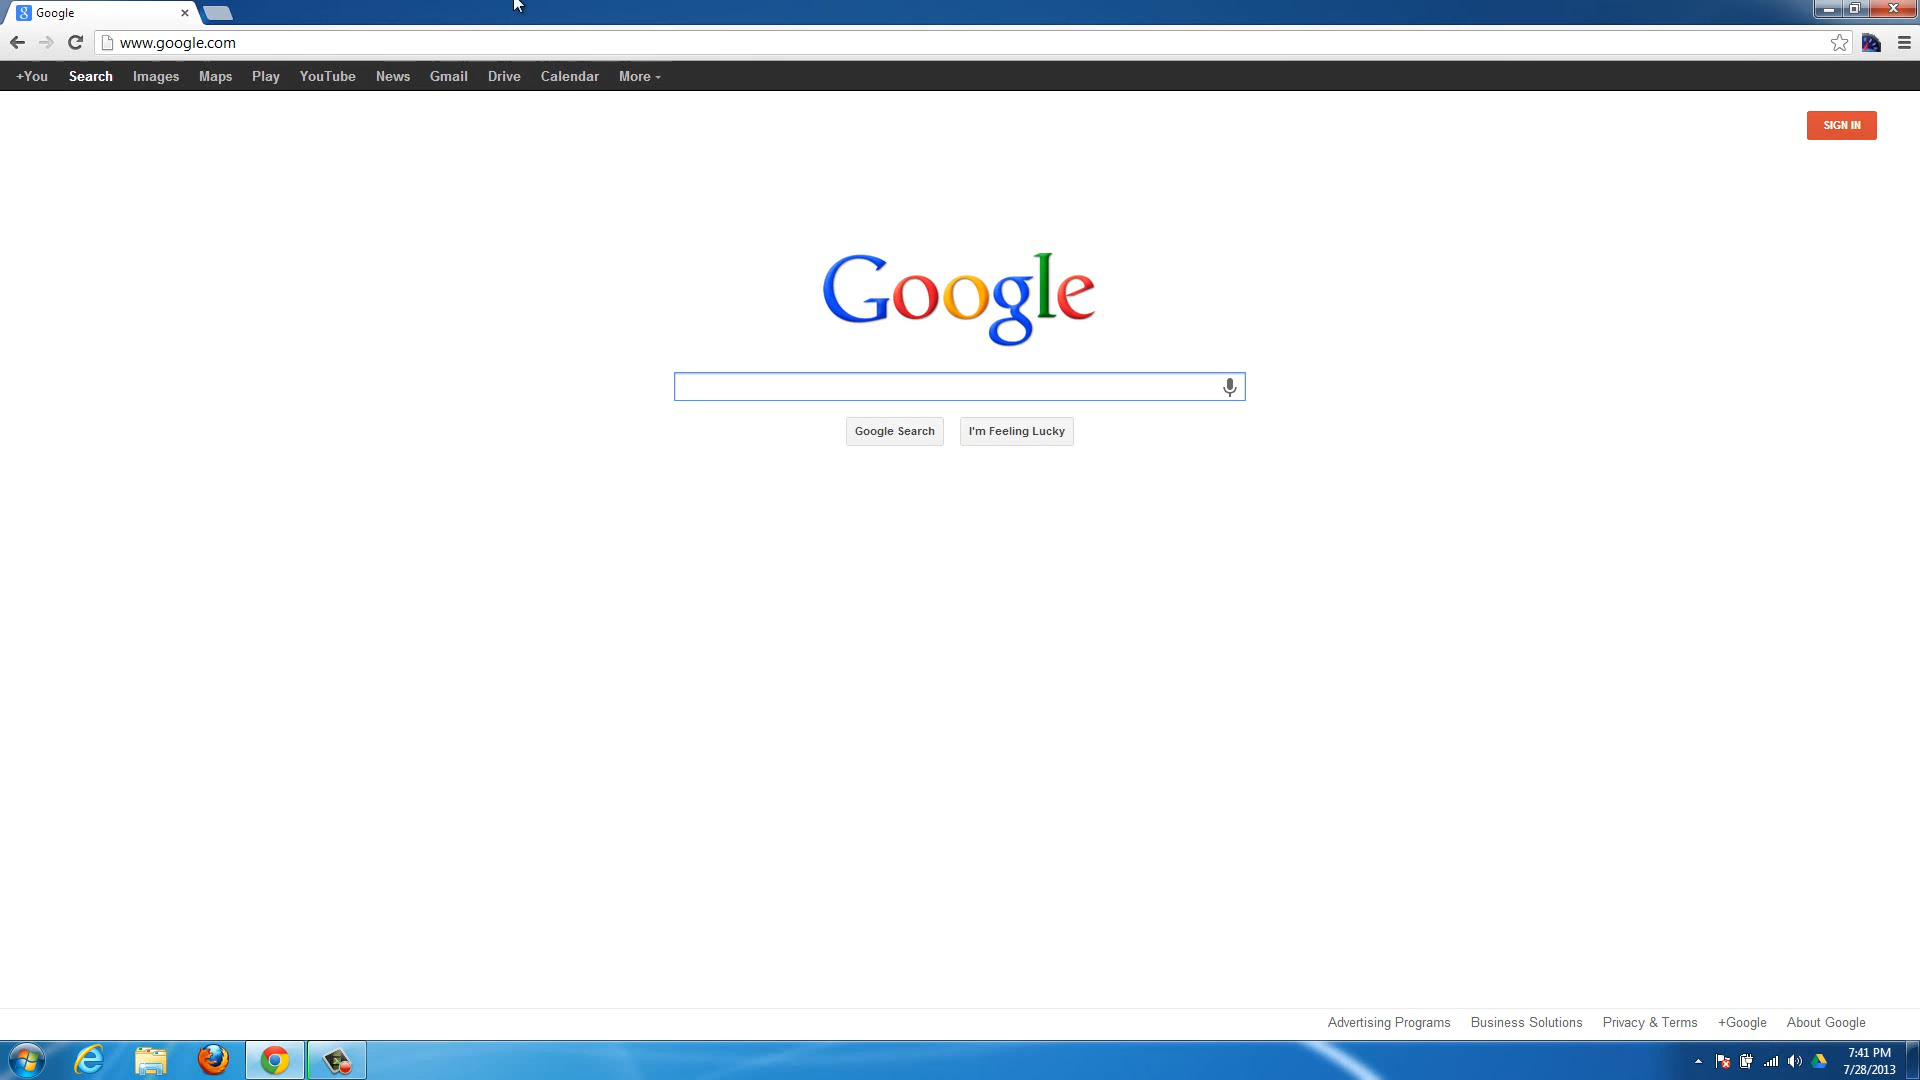 Google
www.google.com
+You Search Images Maps Play YouTube News Gmail Drive Calendar More
SIGN IN
Google
Google Search I'm Feeling Lucky
Advertising Programs Business Solutions Privacy & Terms +Google About Google
7:41 PM
7/28/2013